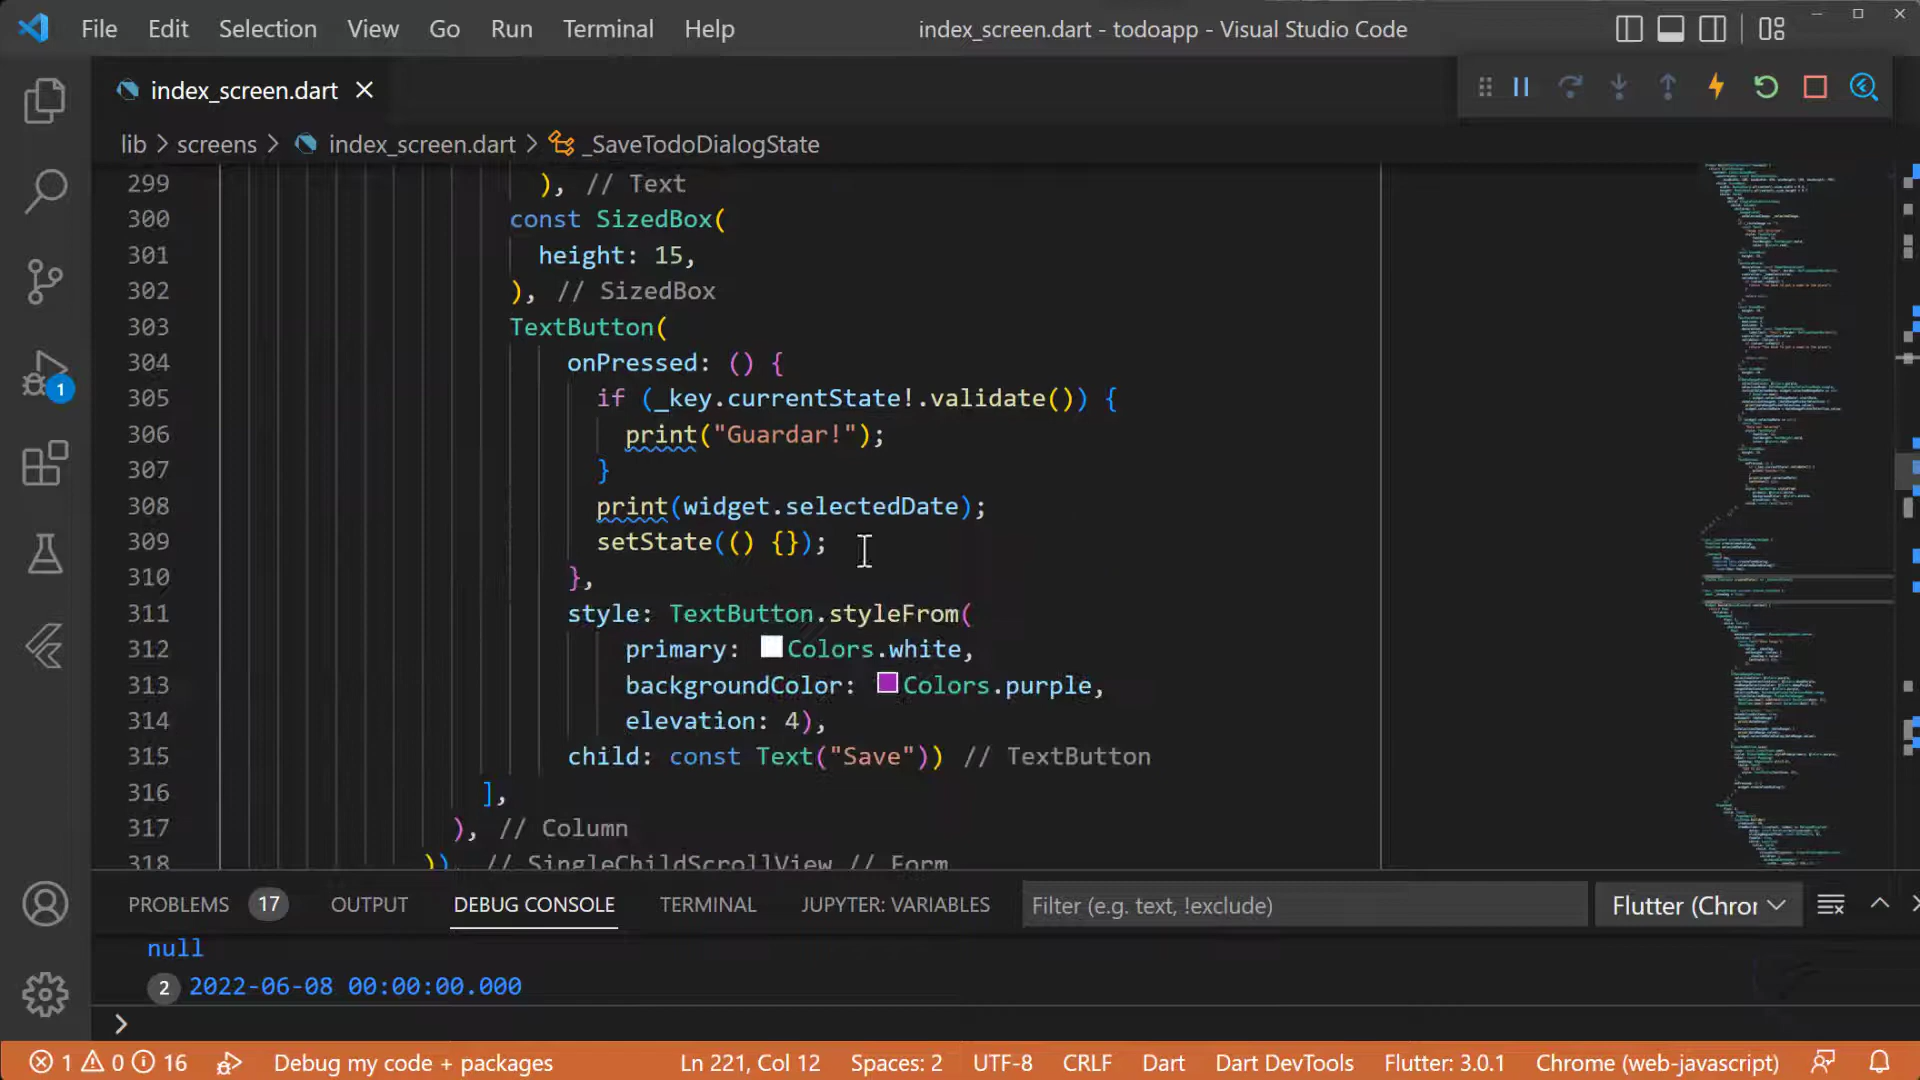 File Edit Selection View Go Run Terminal Help index_screen.dart - todoapp - Visual Studio Code
index_screen.dart
lib > screens > index_screen.dart > _SaveTodoDialogState
299 ), // Text
300 const SizedBox(
301 height: 15,
302 ), // SizedBox
303 TextButton(
304 onPressed: () {
305 if (_key.currentState!.validate()) {
306 print("Guardar!");
307 }
308 print(widget.selectedDate);
309 setState(() {});
310 },
311 style: TextButton.styleFrom(
312 primary: Colors.white,
313 backgroundColor: Colors.purple,
314 elevation: 4),
315 child: const Text("Save")) // TextButton
316 ],
317 ), // Column
318 )) // SingleChildScrollView // Form
1
PROBLEMS 17 OUTPUT DEBUG CONSOLE TERMINAL JUPYTER: VARIABLES Filter (e.g. text, !exclude) Flutter (Chror
null
2 2022-06-08 00:00:00.000
>
1 0 16 Debug my code + packages Ln 221, Col 12 Spaces: 2 UTF-8 CRLF Dart Dart DevTools Flutter: 3.0.1 Chrome (web-javascript)